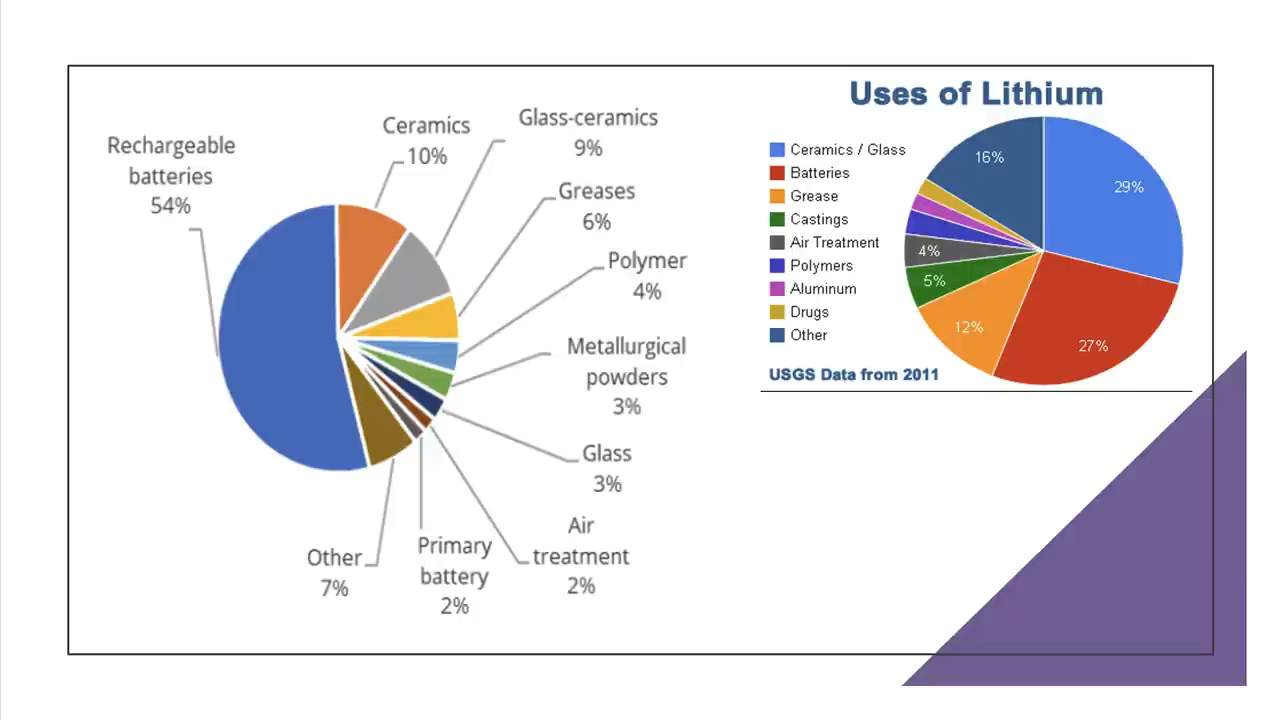 Rechargeable
batteries
54%
Ceramics
10%
Glass-ceramics
9%
Greases
6%
Polymer
4%
Metallurgical
powders
3%
Glass
3%
Air
treatment
2%
Primary
battery
2%
Other
7%
Uses of Lithium
Ceramics / Glass
Batteries
Grease
Castings
Air Treatment
Polymers
Aluminum
Drugs
Other
16%
29%
4%
5%
12%
27%
USGS Data from 2011